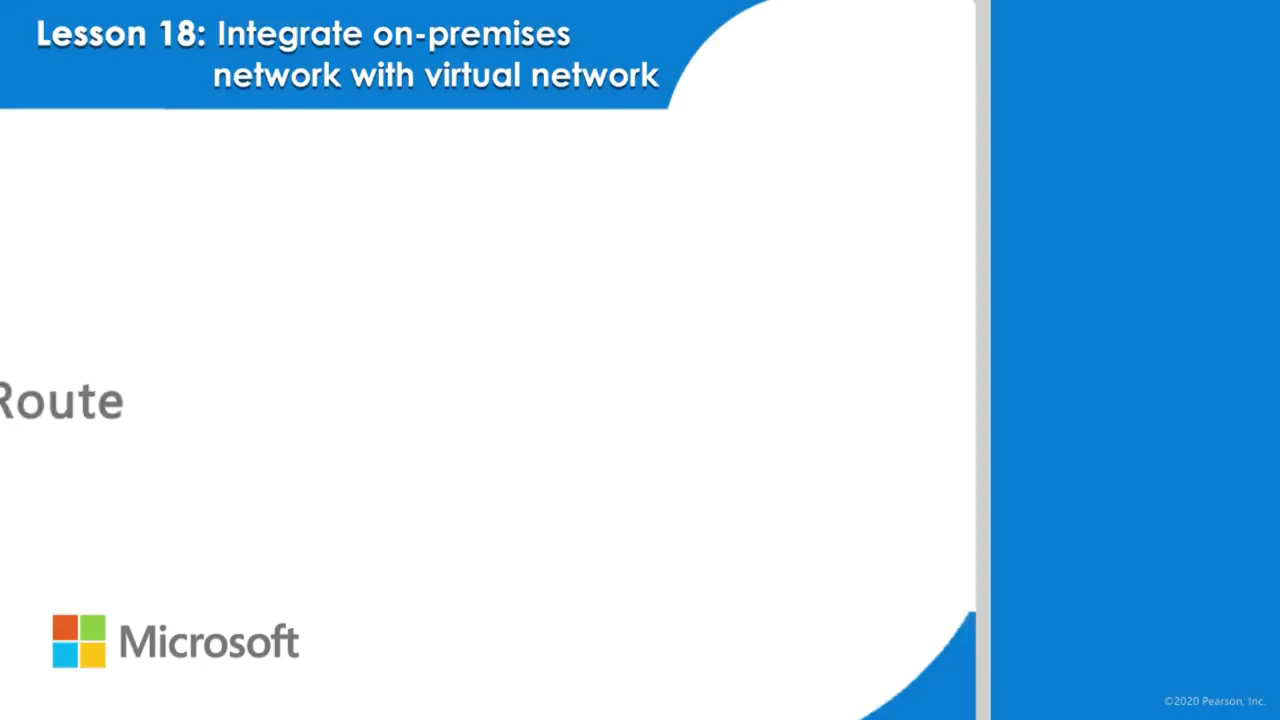 Lesson 18: Integrate on-premises
network with virtual network
Route
Microsoft
©2020 Pearson, Inc.